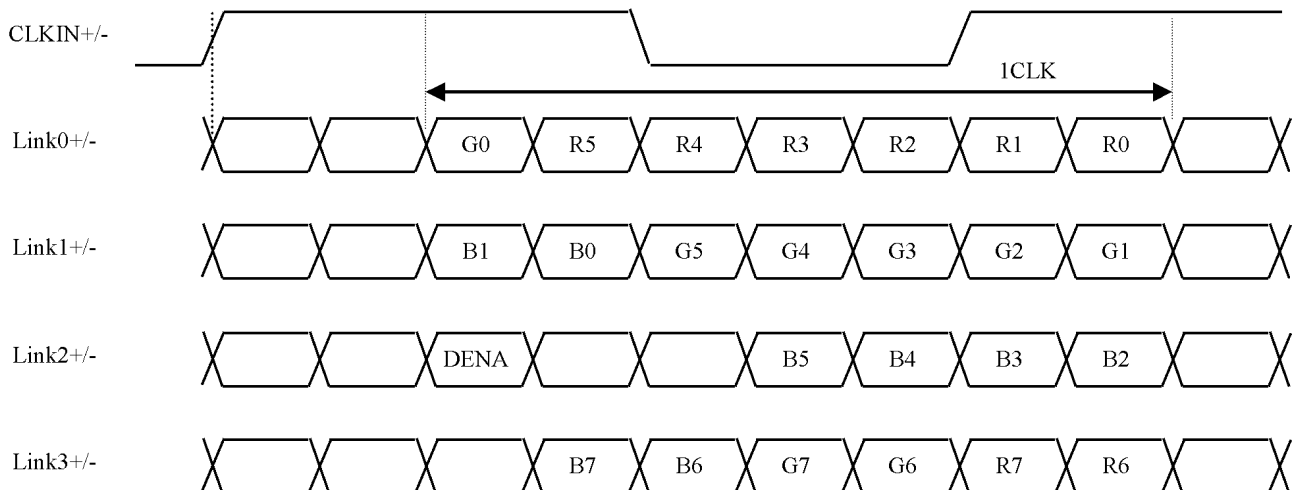 CLKIN+/-
1CLK
Link0+/- G0 R5 R4 R3 R2 R1 R0
Link1+/- B1 B0 G5 G4 G3 G2 G1
Link2+/- DENA B5 B4 B3 B2
Link3+/- B7 B6 G7 G6 R7 R6